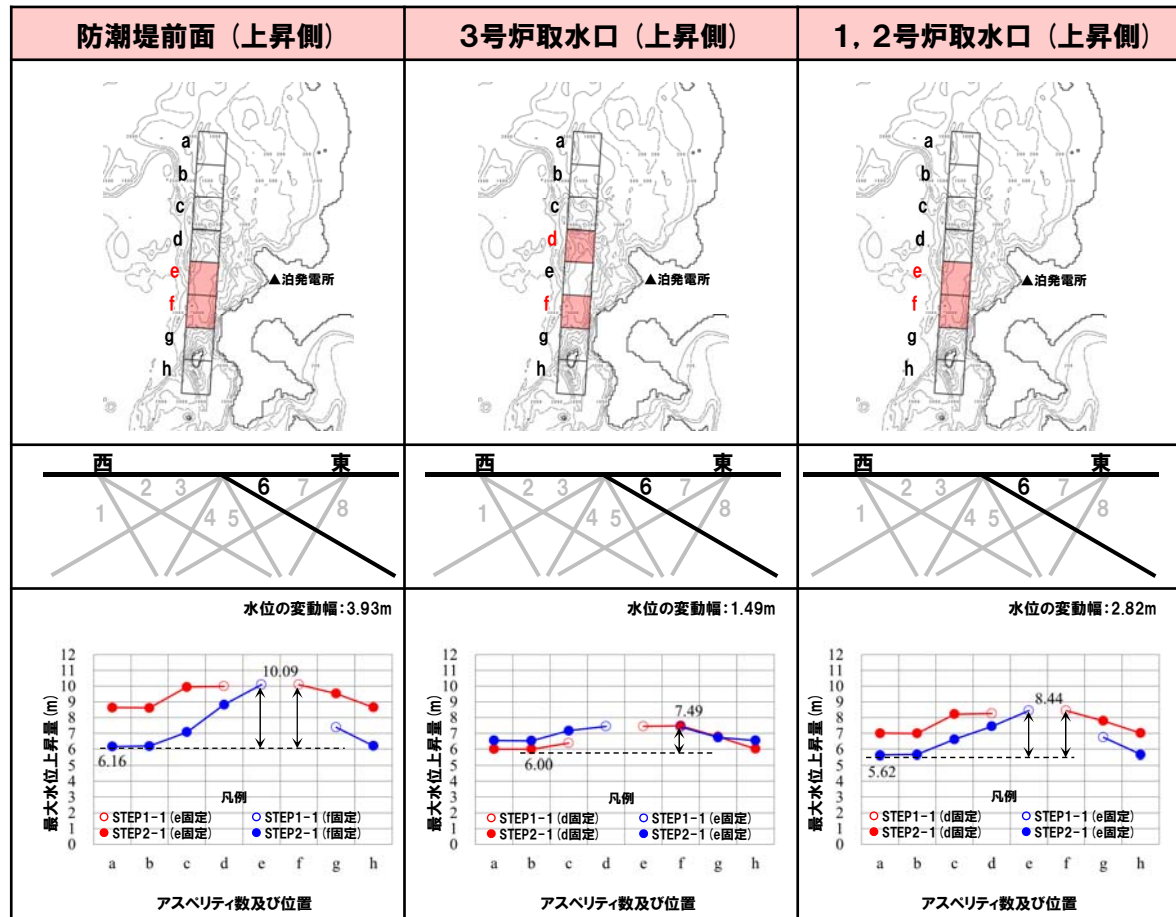 防潮堤前面（上昇側）
3号炉取水口（上昇側）
1，2号炉取水口（上昇側）
a
b
c
d
e
f
g
h
▲泊発電所
a
b
c
d
e
f
g
h
▲泊発電所
a
b
c
d
e
f
g
h
▲泊発電所
西 東
1 2 3 4 5 6 7 8
西 東
1 2 3 4 5 6 7 8
西 東
1 2 3 4 5 6 7 8
水位の変動幅：3.93m
最大水位上昇量（m）
12
11
10
9
8
7
6
5
4
3
2
1
0
10.09
6.16
凡例
STEP1-1（e固定） STEP1-1（f固定）
STEP2-1（e固定） STEP2-1（f固定）
a b c d e f g h
アスペリティ数及び位置
水位の変動幅：1.49m
最大水位上昇量（m）
12
11
10
9
8
7
6
5
4
3
2
1
0
7.49
6.00
凡例
STEP1-1（d固定） STEP1-1（e固定）
STEP2-1（d固定） STEP2-1（e固定）
a b c d e f g h
アスペリティ数及び位置
水位の変動幅：2.82m
最大水位上昇量（m）
12
11
10
9
8
7
6
5
4
3
2
1
0
8.44
5.62
凡例
STEP1-1（d固定） STEP1-1（e固定）
STEP2-1（d固定） STEP2-1（e固定）
a b c d e f g h
アスペリティ数及び位置